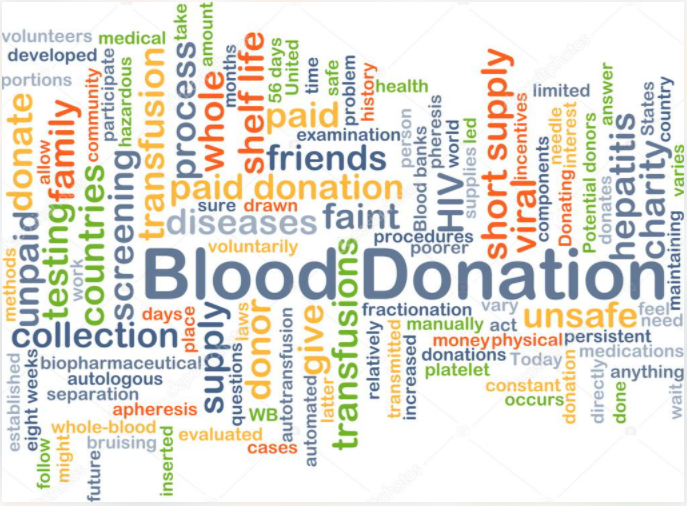 volunteers
medical
developed
portions
community
participate
hazardous
transfusion
process
take
amount
whole
months
shelf life
56 days
United
time
safe
problem
history
health
paid
examination
friends
paid donation
sure
drawn
diseases
faint
voluntarily
procedures
poorer
person
Blood banks
pheresis
world
HIV
supplies
led
short supply
viral
incentives
limited
components
needle
interest
Donating
Potential donors
answer
donates
hepatitis
States
charity
country
maintaining
varies
donate
allow
family
unpaid
testing
work
countries
screening
methods
Blood Donation
collection
days
place
supply
laws
questions
donor
WB
autotransfusion
give
automated
latter
transfusions
fractionation
relatively
manually
transmitted
increased
vary
act
money
physical
unsafe
feel
need
persistent
donations
Today
medications
platelet
constant
occurs
donation
directly
done
anything
wait
established
eight weeks
biopharmaceutical
autologous
separation
apheresis
whole-blood
evaluated
bruising
cases
follow
might
future
inserted